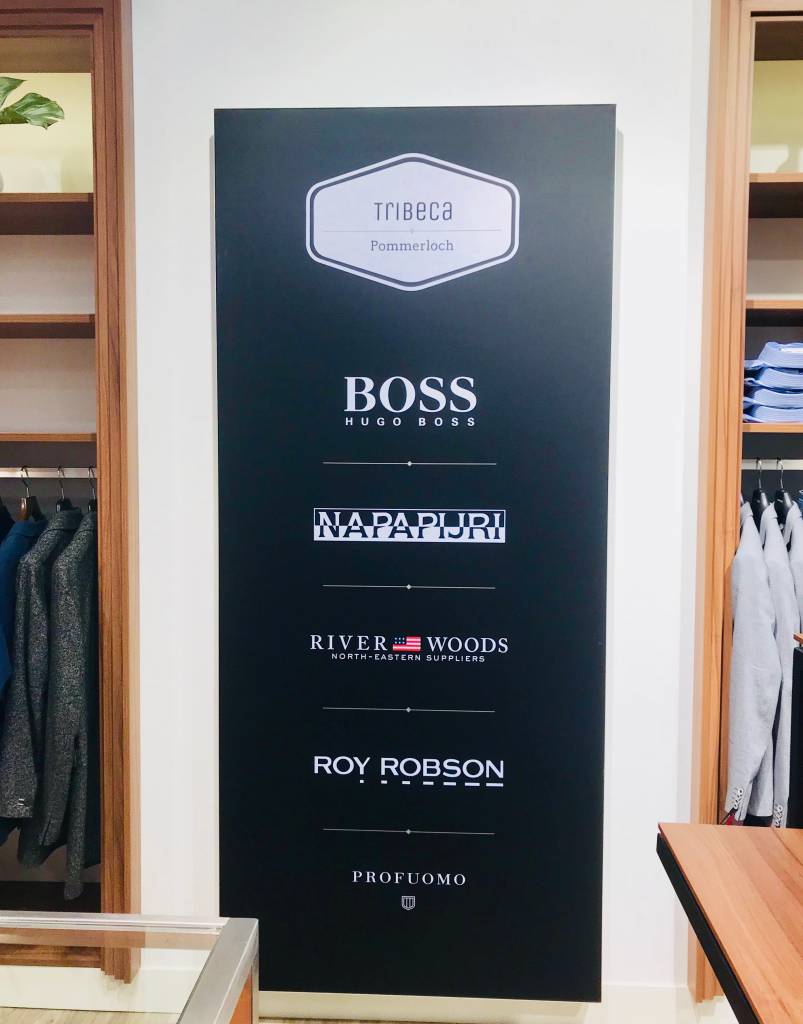 TRIBeca
Pommerloch
BOSS
HUGO BOSS
NAPAPIJRI
RIVER WOODS
NORTH-EASTERN SUPPLIERS
ROY ROBSON
PROFUOMO